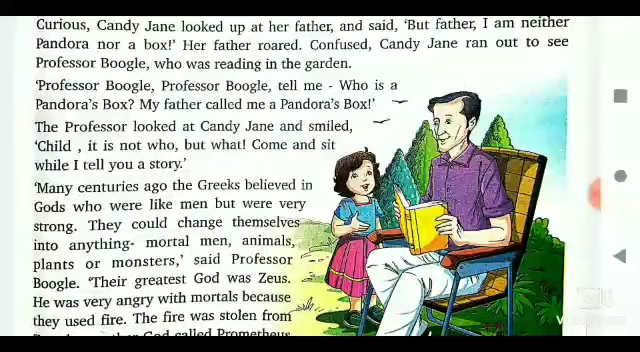 Curious, Candy Jane looked up at her father, and said, 'But father, I am neither
Pandora nor a box!' Her father roared. Confused, Candy Jane ran out to see
Professor Boogle, who was reading in the garden.
'Professor Boogle, Professor Boogle, tell me - Who is a
Pandora's Box? My father called me a Pandora's Box!'
The Professor looked at Candy Jane and smiled,
'Child , it is not who, but what! Come and sit
while I tell you a story.'
'Many centuries ago the Greeks believed in
Gods who were like men but were very
strong. They could change themselves
into anything- mortal men, animals,
plants or monsters,' said Professor
Boogle. 'Their greatest God was Zeus.
He was very angry with mortals because
they used fire. The fire was stolen from
God called Prometheus